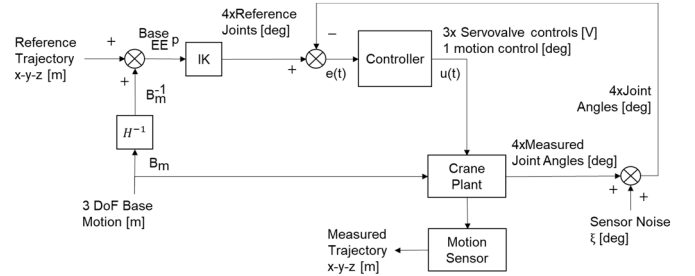 4xReference
Joints [deg]
Base
EE p
3x Servovalve controls [V]
1 motion control [deg]
Reference
Trajectory
x-y-z [m]
+
+
IK
+
−
e(t)
Controller
u(t)
B_m^-1
4xJoint
Angles [deg]
H^-1
B_m
4xMeasured
Joint Angles [deg]
Crane
Plant
+
+
3 DoF Base
Motion [m]
Sensor Noise
ξ [deg]
Measured
Trajectory
x-y-z [m]
Motion
Sensor